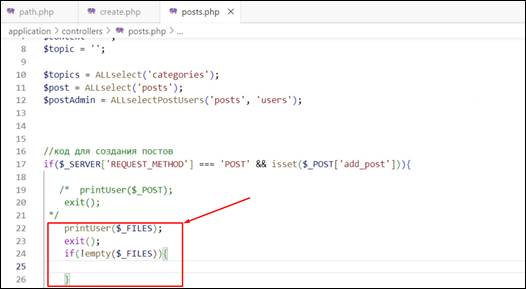 path.php
create.php
posts.php
application > controllers > posts.php > ...
8 $topic = '';
9
10 $topics = ALLselect('categories');
11 $post = ALLselect('posts');
12 $postAdmin = ALLselectPostUsers('posts', 'users');
13
14
15
16 //код для создания постов
17 if($_SERVER['REQUEST_METHOD'] === 'POST' && isset($_POST['add_post'])){
18
19 /* printUser($_POST);
20 exit();
21 */
22 printUser($_FILES);
23 exit();
24 if(!empty($_FILES)){
25
26 }